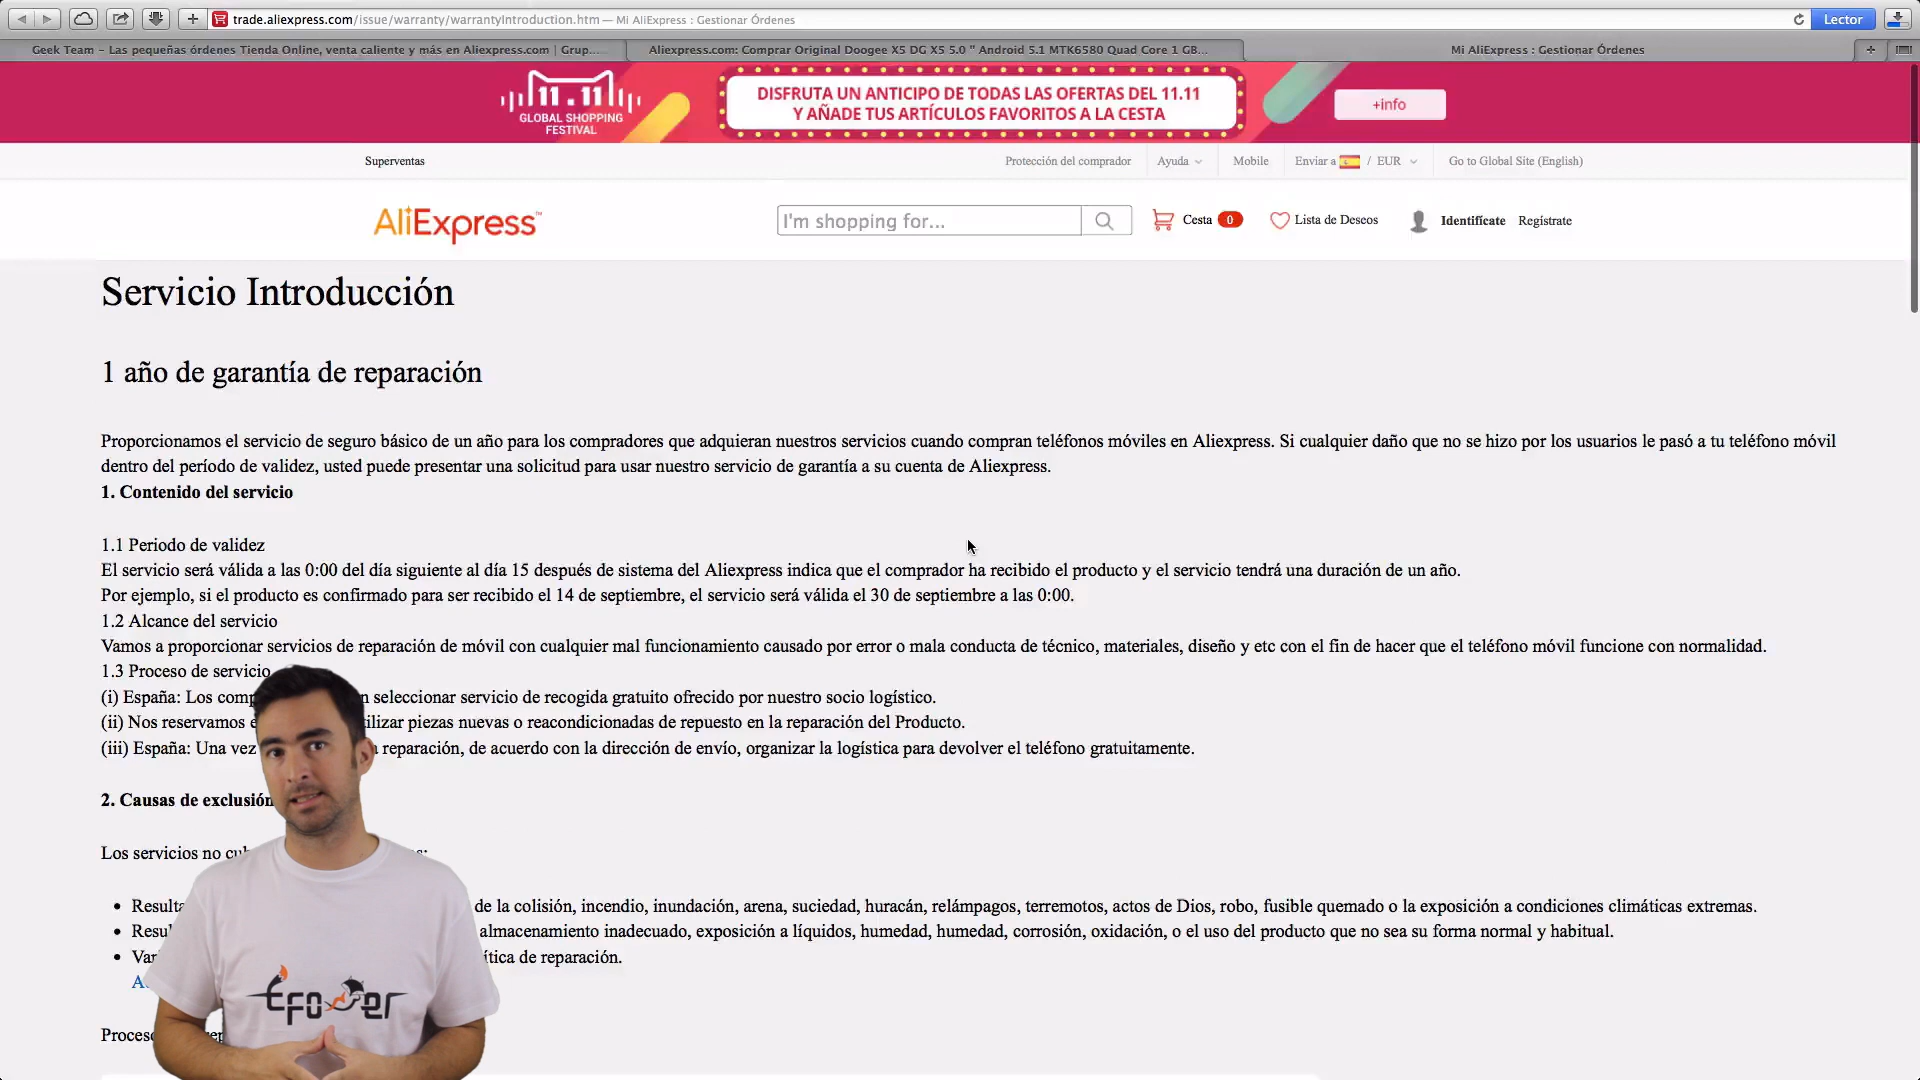 trade.aliexpress.com/issue/warranty/warrantyIntroduction.htm — Mi AliExpress : Gestionar Órdenes
Lector
Geek Team – Las pequeñas órdenes Tienda Online, venta caliente y más en Aliexpress.com | Grup...
Aliexpress.com: Comprar Original Doogee X5 DG X5 5.0 " Android 5.1 MTK6580 Quad Core 1 GB...
Mi AliExpress : Gestionar Órdenes
11.11
GLOBAL SHOPPING
FESTIVAL
DISFRUTA UN ANTICIPO DE TODAS LAS OFERTAS DEL 11.11
Y AÑADE TUS ARTÍCULOS FAVORITOS A LA CESTA
+info
Superventas
Protección del comprador
Ayuda
Mobile
Enviar a / EUR
Go to Global Site (English)
AliExpress™
I'm shopping for...
Cesta 0
Lista de Deseos
Identifícate
Regístrate
Servicio Introducción
1 año de garantía de reparación
Proporcionamos el servicio de seguro básico de un año para los compradores que adquieran nuestros servicios cuando compran teléfonos móviles en Aliexpress. Si cualquier daño que no se hizo por los usuarios le pasó a tu teléfono móvil
dentro del período de validez, usted puede presentar una solicitud para usar nuestro servicio de garantía a su cuenta de Aliexpress.
1. Contenido del servicio
1.1 Periodo de validez
El servicio será válida a las 0:00 del día siguiente al día 15 después de sistema del Aliexpress indica que el comprador ha recibido el producto y el servicio tendrá una duración de un año.
Por ejemplo, si el producto es confirmado para ser recibido el 14 de septiembre, el servicio será válida el 30 de septiembre a las 0:00.
1.2 Alcance del servicio
Vamos a proporcionar servicios de reparación de móvil con cualquier mal funcionamiento causado por error o mala conducta de técnico, materiales, diseño y etc con el fin de hacer que el teléfono móvil funcione con normalidad.
1.3 Proceso de servicio
(i) España: Los seleccionar servicio de recogida gratuito ofrecido por nuestro socio logístico.
(ii) Nos reservamos piezas nuevas o reacondicionadas de repuesto en la reparación del Producto.
(iii) España: Una vez reparación, de acuerdo con la dirección de envío, organizar la logística para devolver el teléfono gratuitamente.
2. Causas de exclusión
Los servicios no
de la colisión, incendio, inundación, arena, suciedad, huracán, relámpagos, terremotos, actos de Dios, robo, fusible quemado o la exposición a condiciones climáticas extremas.
almacenamiento inadecuado, exposición a líquidos, humedad, humedad, corrosión, oxidación, o el uso del producto que no sea su forma normal y habitual.
de reparación.